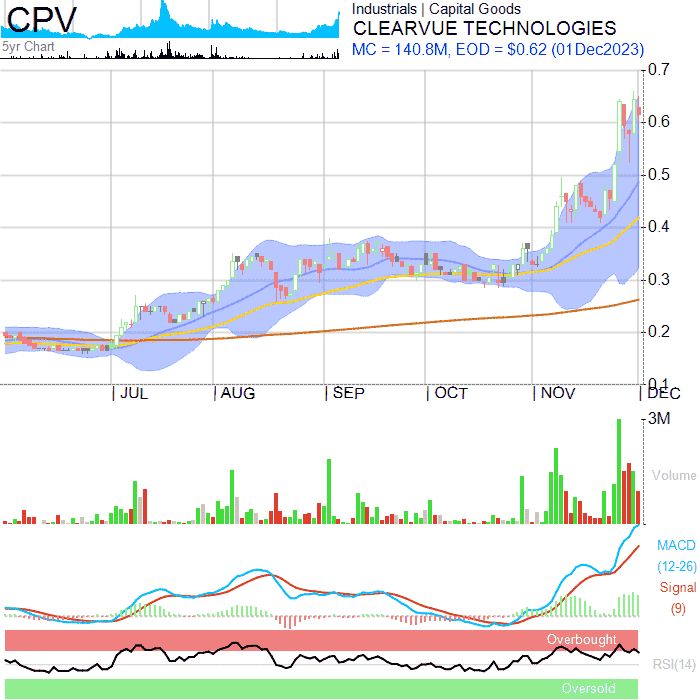 CPV
5yr Chart
Industrials | Capital Goods
CLEARVUE TECHNOLOGIES
MC = 140.8M, EOD = $0.62 (01Dec2023)
0.7
0.6
0.5
0.4
0.3
0.2
0.1
JUL AUG SEP OCT NOV DEC
3M
Volume
MACD
(12-26)
Signal
(9)
Overbought
RSI(14)
Oversold